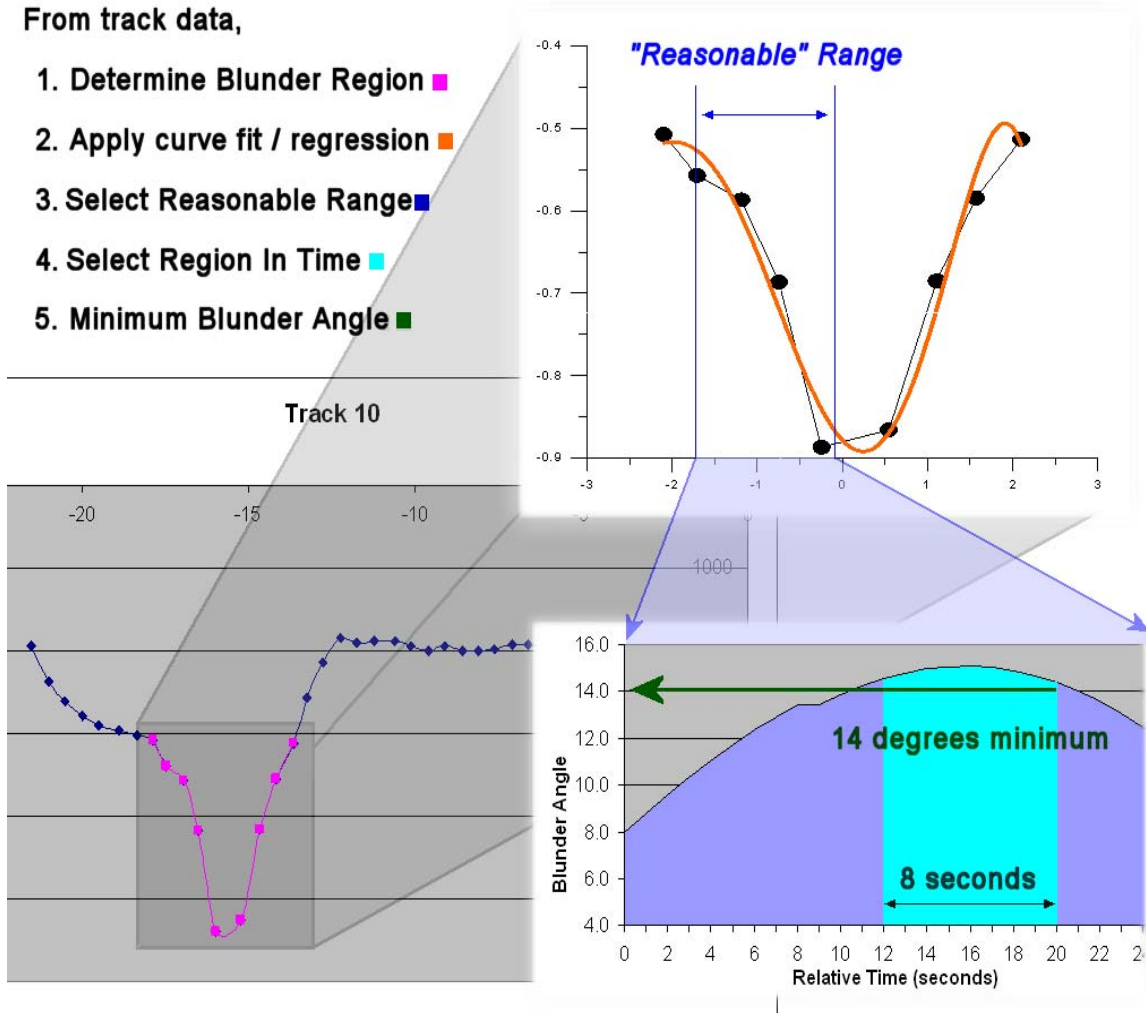 From track data,
1. Determine Blunder Region
2. Apply curve fit / regression
3. Select Reasonable Range
4. Select Region In Time
5. Minimum Blunder Angle
"Reasonable" Range
-0.4
-0.5
-0.6
-0.7
-0.8
-0.9
-3 -2 -1 0 1 2 3
Track 10
-20 -15 -10
1000
16.0
14.0
12.0
10.0
8.0
6.0
4.0
Blunder Angle
14 degrees minimum
8 seconds
0 2 4 6 8 10 12 14 16 18 20 22
Relative Time (seconds)